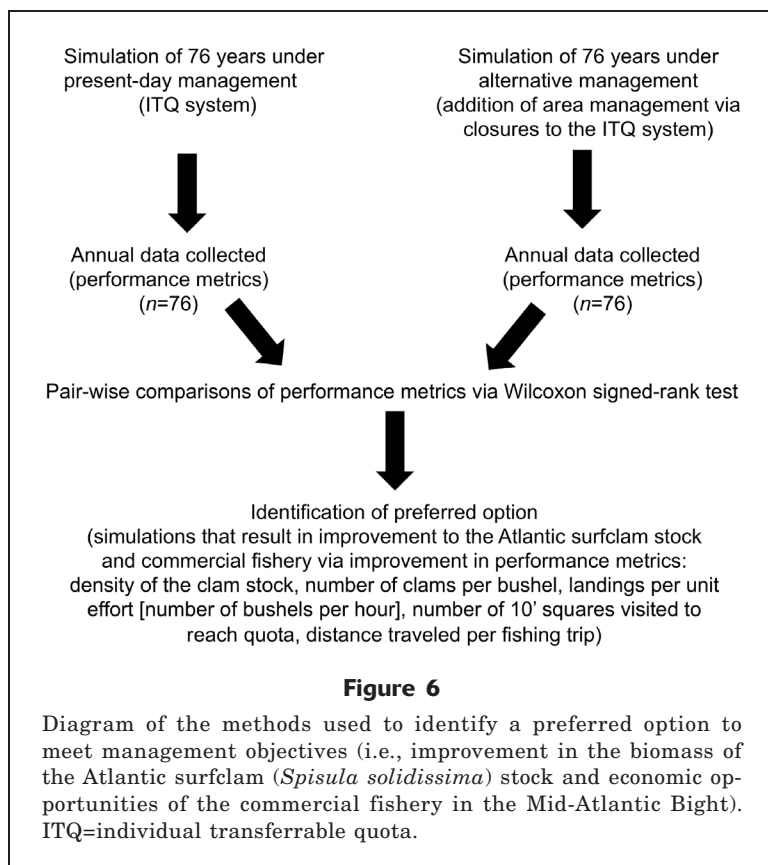 Simulation of 76 years under
present-day management
(ITQ system)
Simulation of 76 years under
alternative management
(addition of area management via
closures to the ITQ system)
Annual data collected
(performance metrics)
(n=76)
Annual data collected
(performance metrics)
(n=76)
Pair-wise comparisons of performance metrics via Wilcoxon signed-rank test
Identification of preferred option
(simulations that result in improvement to the Atlantic surfclam stock
and commercial fishery via improvement in performance metrics:
density of the clam stock, number of clams per bushel, landings per unit
effort [number of bushels per hour], number of 10' squares visited to
reach quota, distance traveled per fishing trip)
Figure 6
Diagram of the methods used to identify a preferred option to
meet management objectives (i.e., improvement in the biomass of
the Atlantic surfclam (Spisula solidissima) stock and economic op-
portunities of the commercial fishery in the Mid-Atlantic Bight).
ITQ=individual transferrable quota.